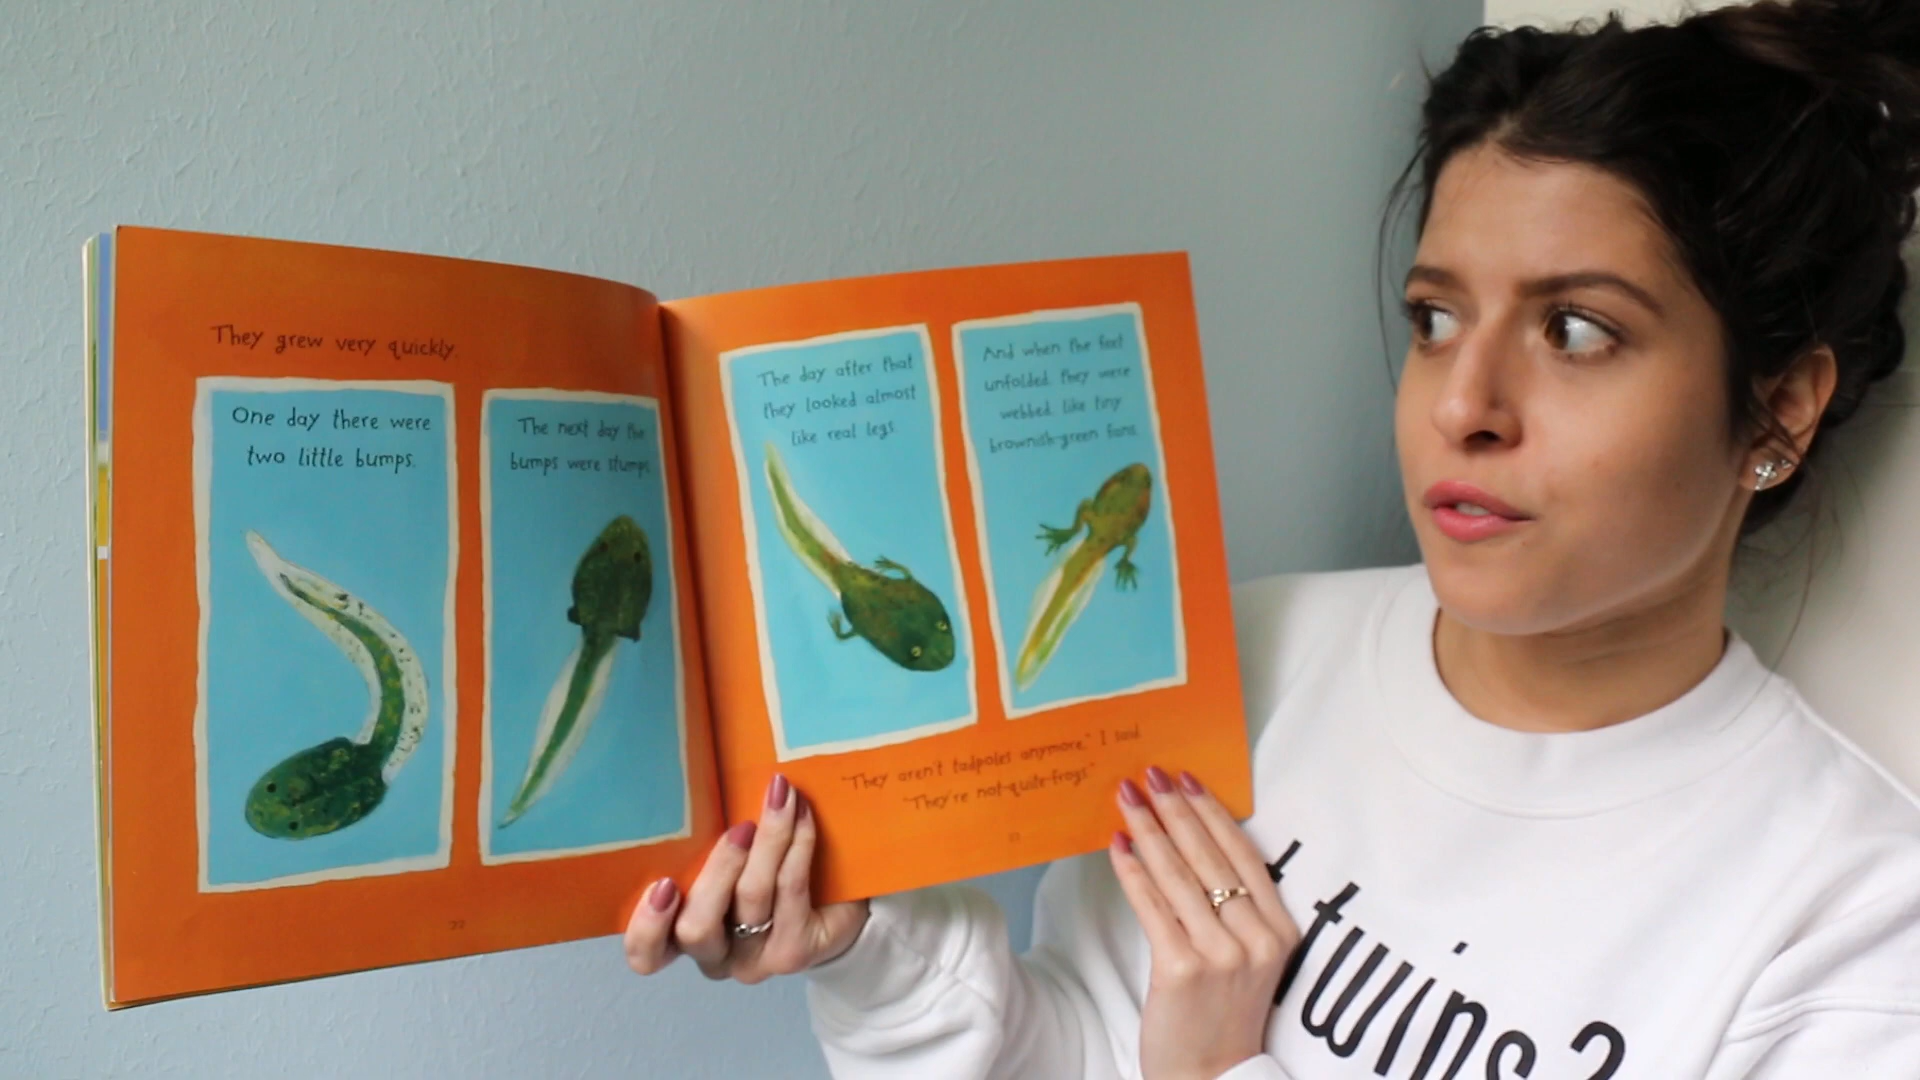 They grew very quickly.
One day there were
two little bumps.
The next day the
bumps were stumps
22
The day after that
they looked almost
like real legs.
And when the feet
unfolded, they were
webbed, like tiny
brownish-green fans.
"They aren't tadpoles anymore," I said.
"They're not-quite-frogs."
23
twins?